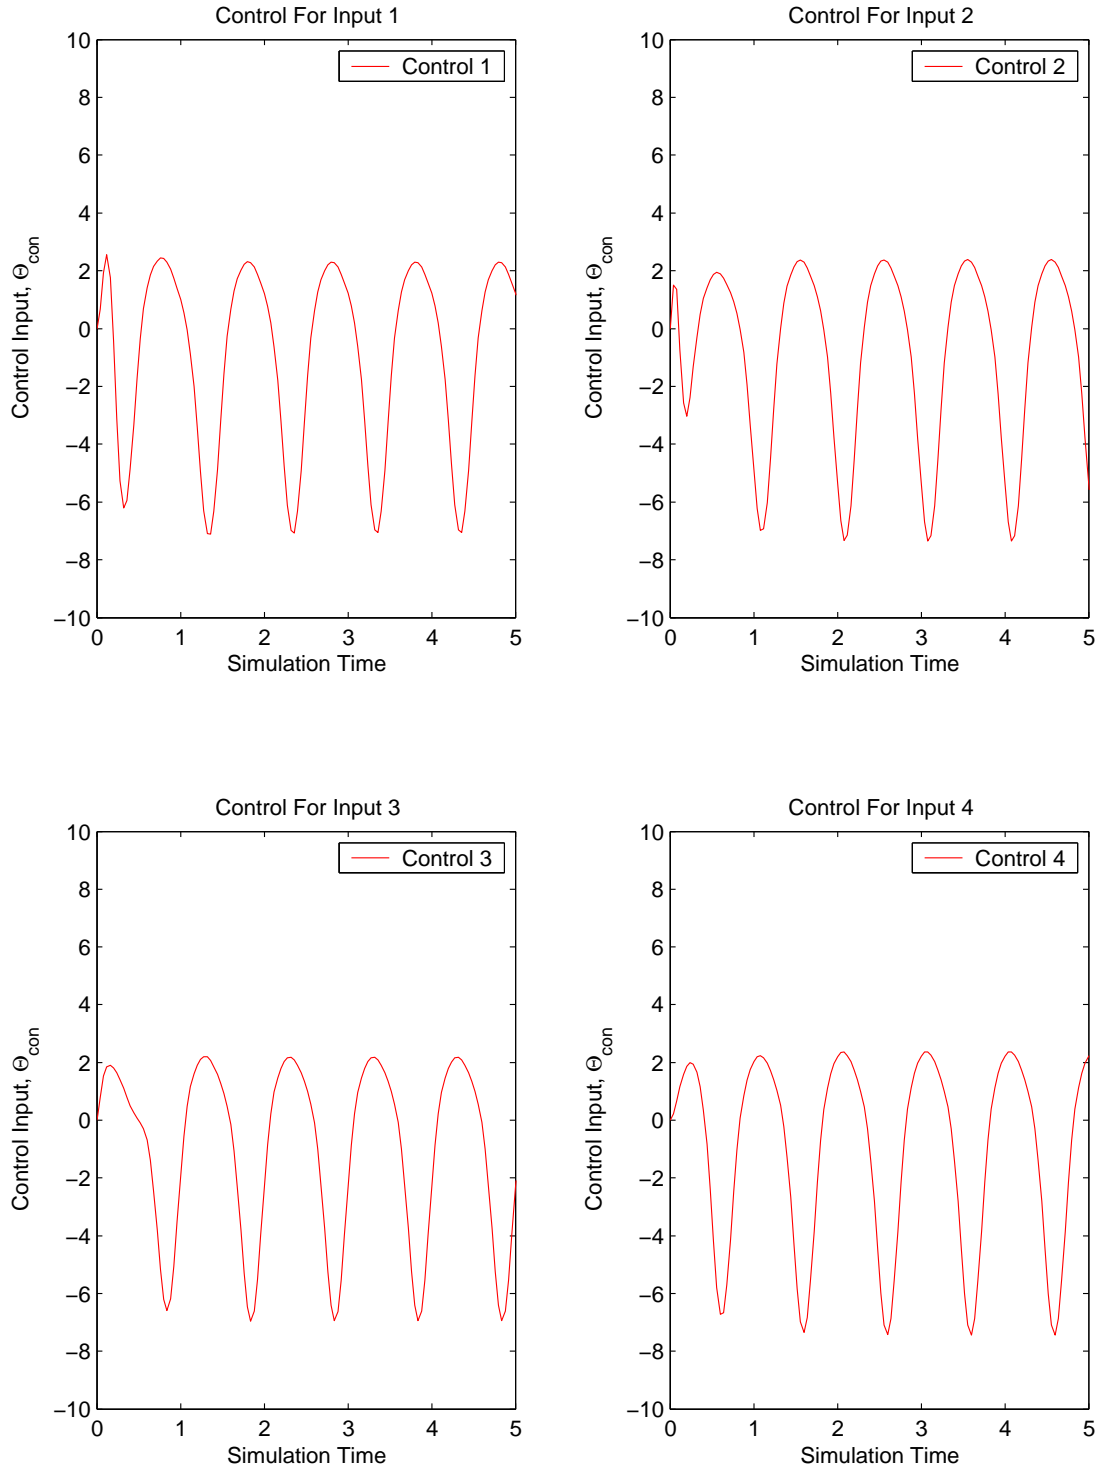 Control For Input 1
Control 1
10
8
6
4
2
0
−2
−4
−6
−8
−10
Control Input, Θcon
0 1 2 3 4 5
Simulation Time
Control For Input 2
Control 2
10
8
6
4
2
0
−2
−4
−6
−8
−10
Control Input, Θcon
0 1 2 3 4 5
Simulation Time
Control For Input 3
Control 3
10
8
6
4
2
0
−2
−4
−6
−8
−10
Control Input, Θcon
0 1 2 3 4 5
Simulation Time
Control For Input 4
Control 4
10
8
6
4
2
0
−2
−4
−6
−8
−10
Control Input, Θcon
0 1 2 3 4 5
Simulation Time